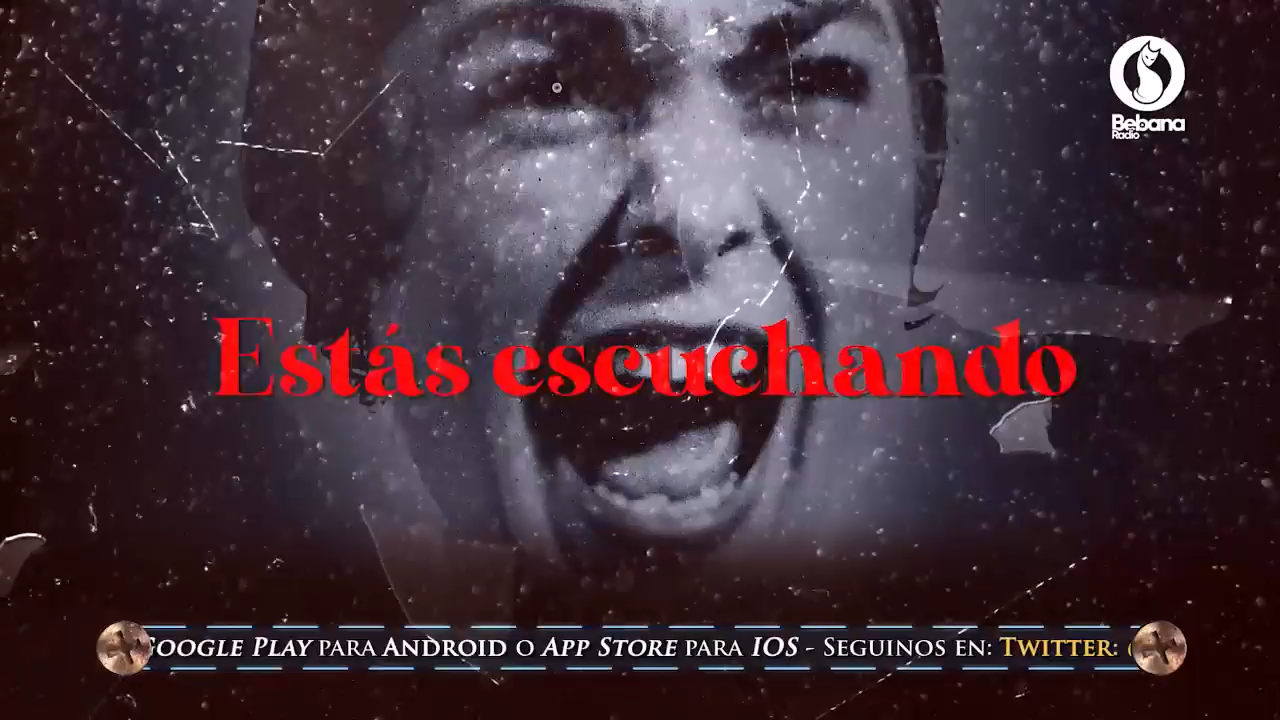 Bebana
Radio
Estás escuchando
GOOGLE PLAY PARA ANDROID O APP STORE PARA IOS - SEGUINOS EN: TWITTER: